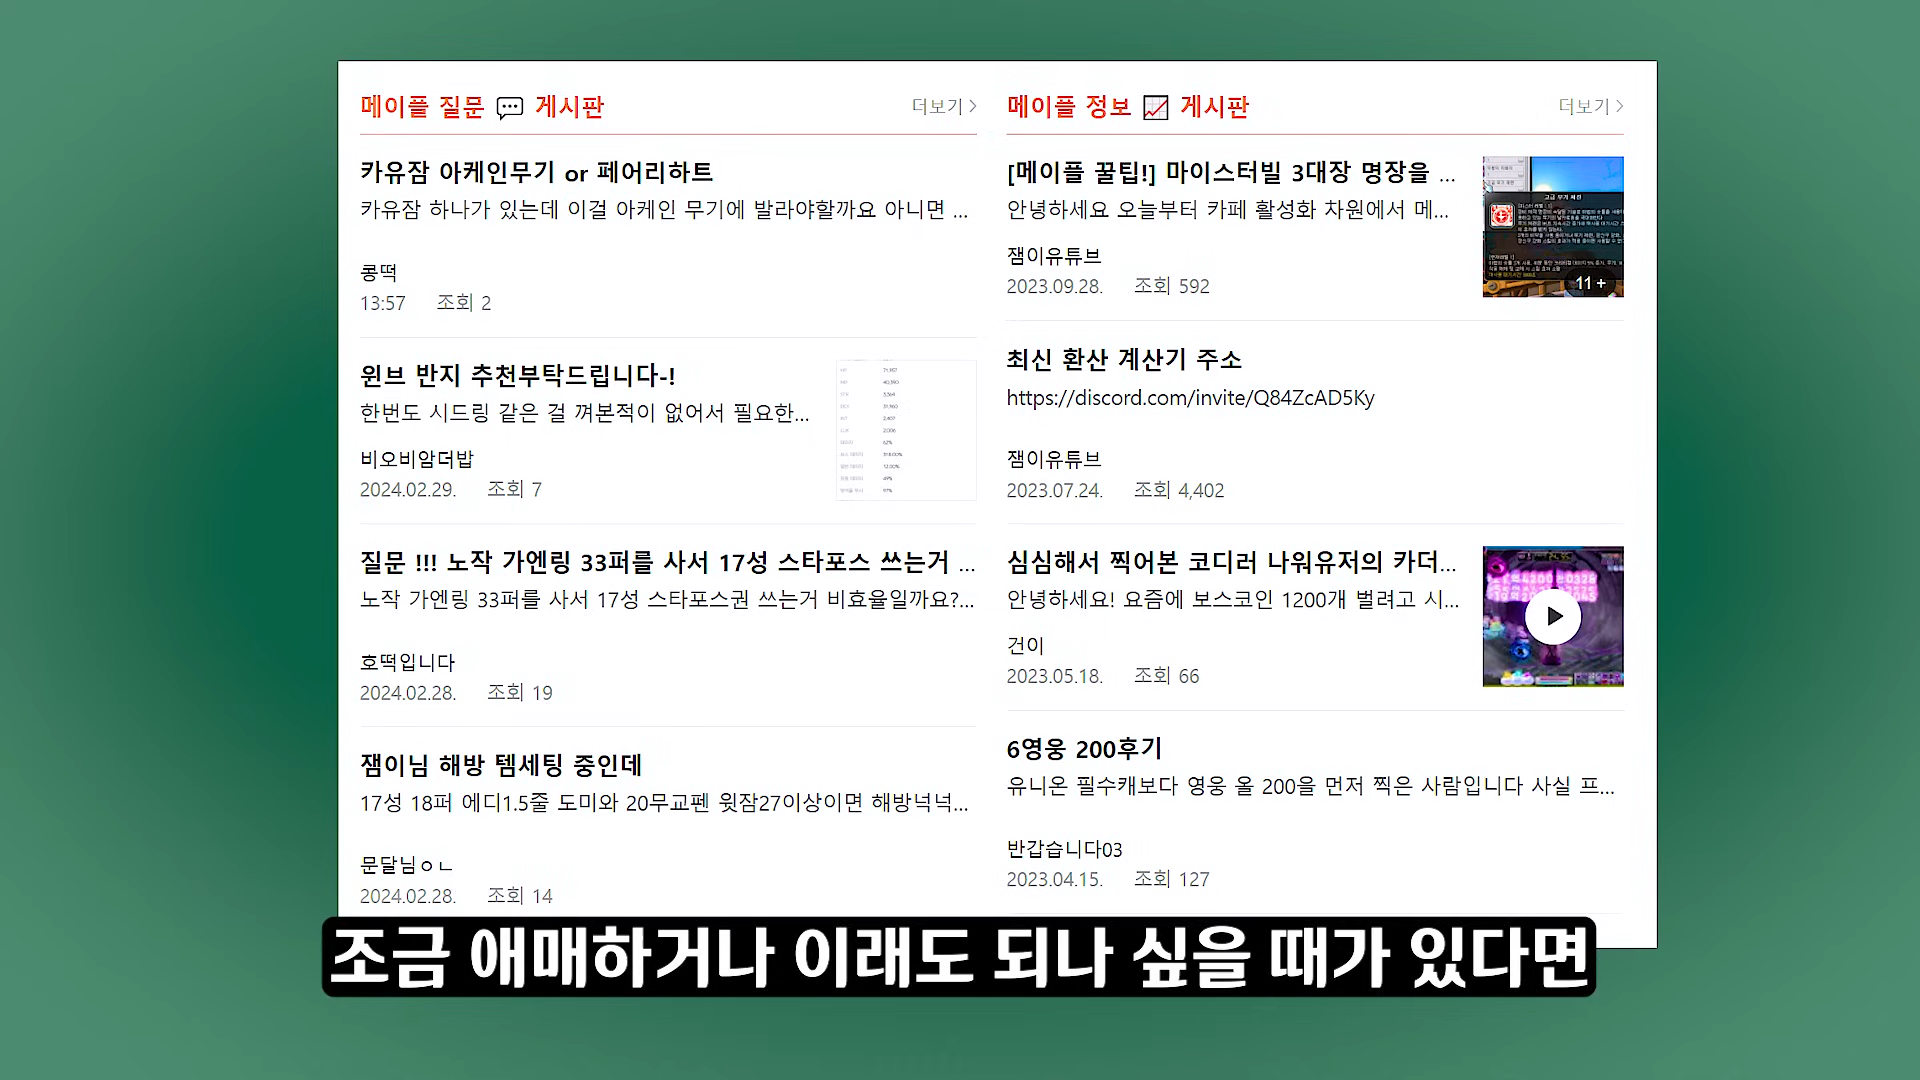 메이플 질문 💬 게시판
더보기 >
카유잠 아케인무기 or 페어리하트
카유잠 하나가 있는데 이걸 아케인 무기에 발라야할까요 아니면 ...
콩떡
13:57 조회 2
윈브 반지 추천부탁드립니다-!
한번도 시드링 같은 걸 껴본적이 없어서 필요한...
비오비암더밥
2024.02.29. 조회 7
질문 !!! 노작 가엔링 33퍼를 사서 17성 스타포스 쓰는거 ...
노작 가엔링 33퍼를 사서 17성 스타포스권 쓰는거 비효율일까요?...
호떡입니다
2024.02.28. 조회 19
잼이님 해방 템세팅 중인데
17성 18퍼 에디1.5줄 도미와 20무교펜 윗잠27이상이면 해방넉넉...
문달님ㅇㄴ
2024.02.28. 조회 14
메이플 정보 📈 게시판
더보기 >
[메이플 꿀팁!] 마이스터빌 3대장 명장을 ...
안녕하세요 오늘부터 카페 활성화 차원에서 메...
잼이유튜브
2023.09.28. 조회 592
11+
최신 환산 계산기 주소
https://discord.com/invite/Q84ZcAD5Ky
잼이유튜브
2023.07.24. 조회 4,402
심심해서 찍어본 코디러 나워유저의 카더...
안녕하세요! 요즘에 보스코인 1200개 벌려고 시...
건이
2023.05.18. 조회 66
6영웅 200후기
유니온 필수캐보다 영웅 올 200을 먼저 찍은 사람입니다 사실 프...
반갑습니다03
2023.04.15. 조회 127
조금 애매하거나 이래도 되나 싶을 때가 있다면